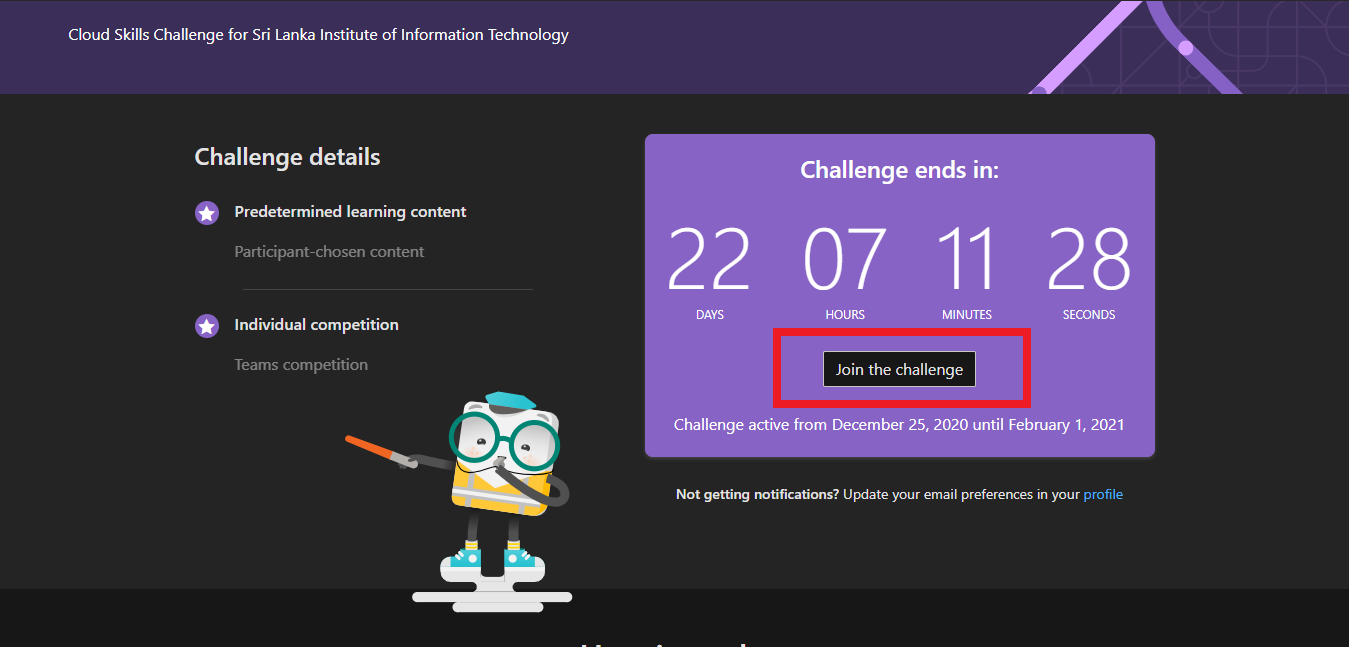 Cloud Skills Challenge for Sri Lanka Institute of Information Technology
Challenge details
Predetermined learning content
Participant-chosen content
Individual competition
Teams competition
Challenge ends in:
22 07 11 28
DAYS HOURS MINUTES SECONDS
Join the challenge
Challenge active from December 25, 2020 until February 1, 2021
Not getting notifications? Update your email preferences in your profile